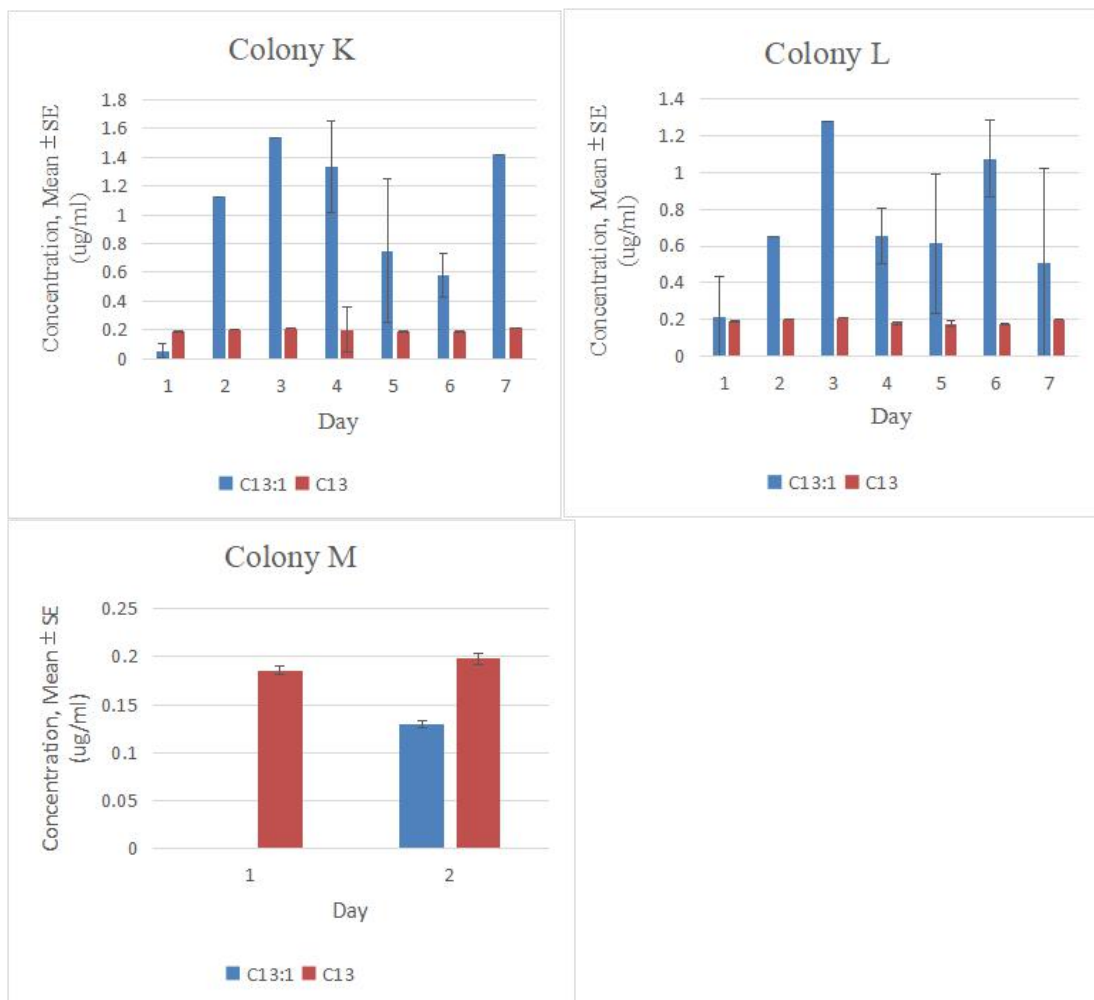 Colony K
Concentration, Mean ±SE
(ug/ml)
1.8
1.6
1.4
1.2
1
0.8
0.6
0.4
0.2
0
1 2 3 4 5 6 7
Day
C13:1 C13
Colony L
Concentration, Mean ±SE
(ug/ml)
1.4
1.2
1
0.8
0.6
0.4
0.2
0
1 2 3 4 5 6 7
Day
C13:1 C13
Colony M
Concentration, Mean ± SE
(ug/ml)
0.25
0.2
0.15
0.1
0.05
0
1 2
Day
C13:1 C13